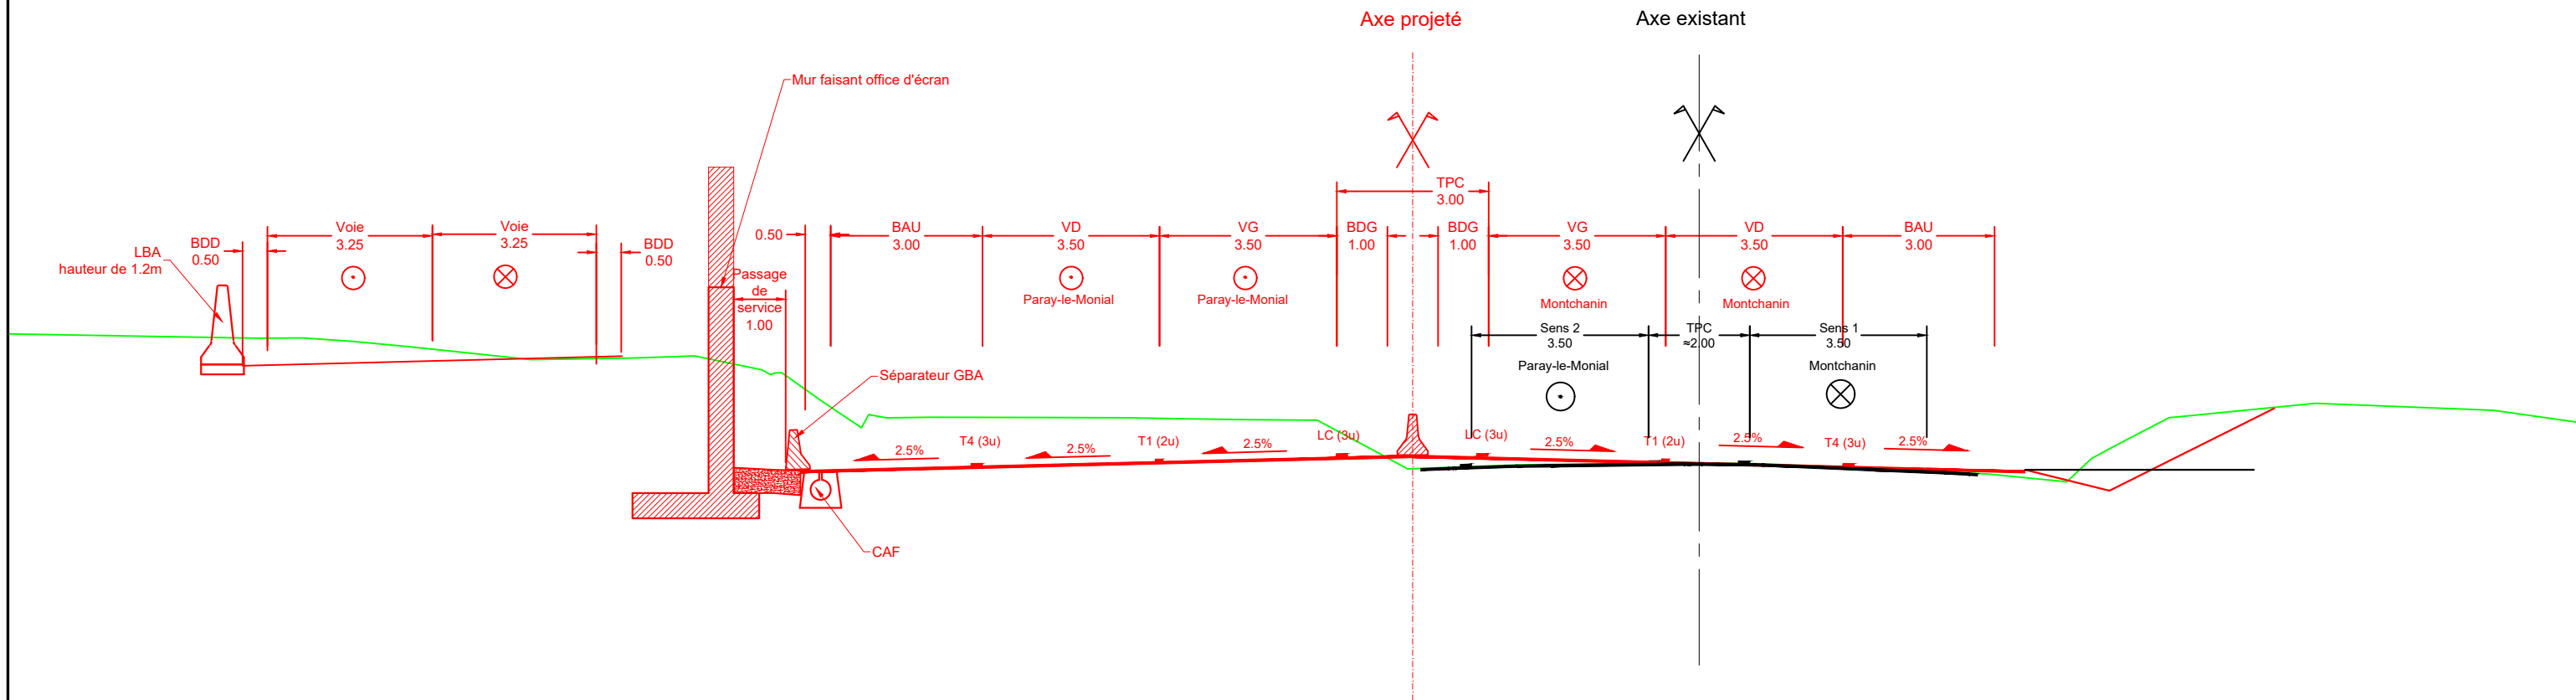 Axe projeté
Axe existant
Mur faisant office d'écran
TPC
3.00
LBA
hauteur de 1.2m
BDD
0.50
Voie
3.25
Voie
3.25
BDD
0.50
0.50
BAU
3.00
VD
3.50
VG
3.50
BDG
1.00
BDG
1.00
VG
3.50
VD
3.50
BAU
3.00
Passage
de
service
1.00
Paray-le-Monial
Paray-le-Monial
Montchanin
Montchanin
Sens 2
3.50
TPC
≈2.00
Sens 1
3.50
Paray-le-Monial
Montchanin
Séparateur GBA
2.5%
T4 (3u)
2.5%
T1 (2u)
2.5%
LC (3u)
LC (3u)
2.5%
T1 (2u)
2.5%
T4 (3u)
2.5%
CAF